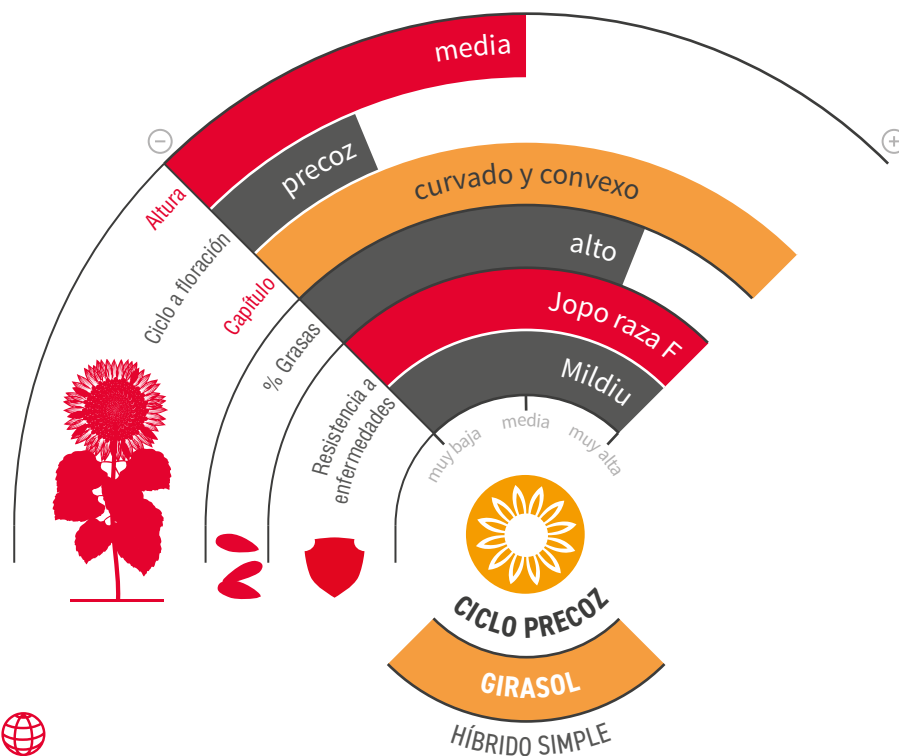 media
−
+
Altura
precoz
Ciclo a floración
curvado y convexo
Capítulo
alto
% Grasas
Jopo raza F
Resistencia a
enfermedades
Mildiu
muy baja
media
muy alta
CICLO PRECOZ
GIRASOL
HÍBRIDO SIMPLE